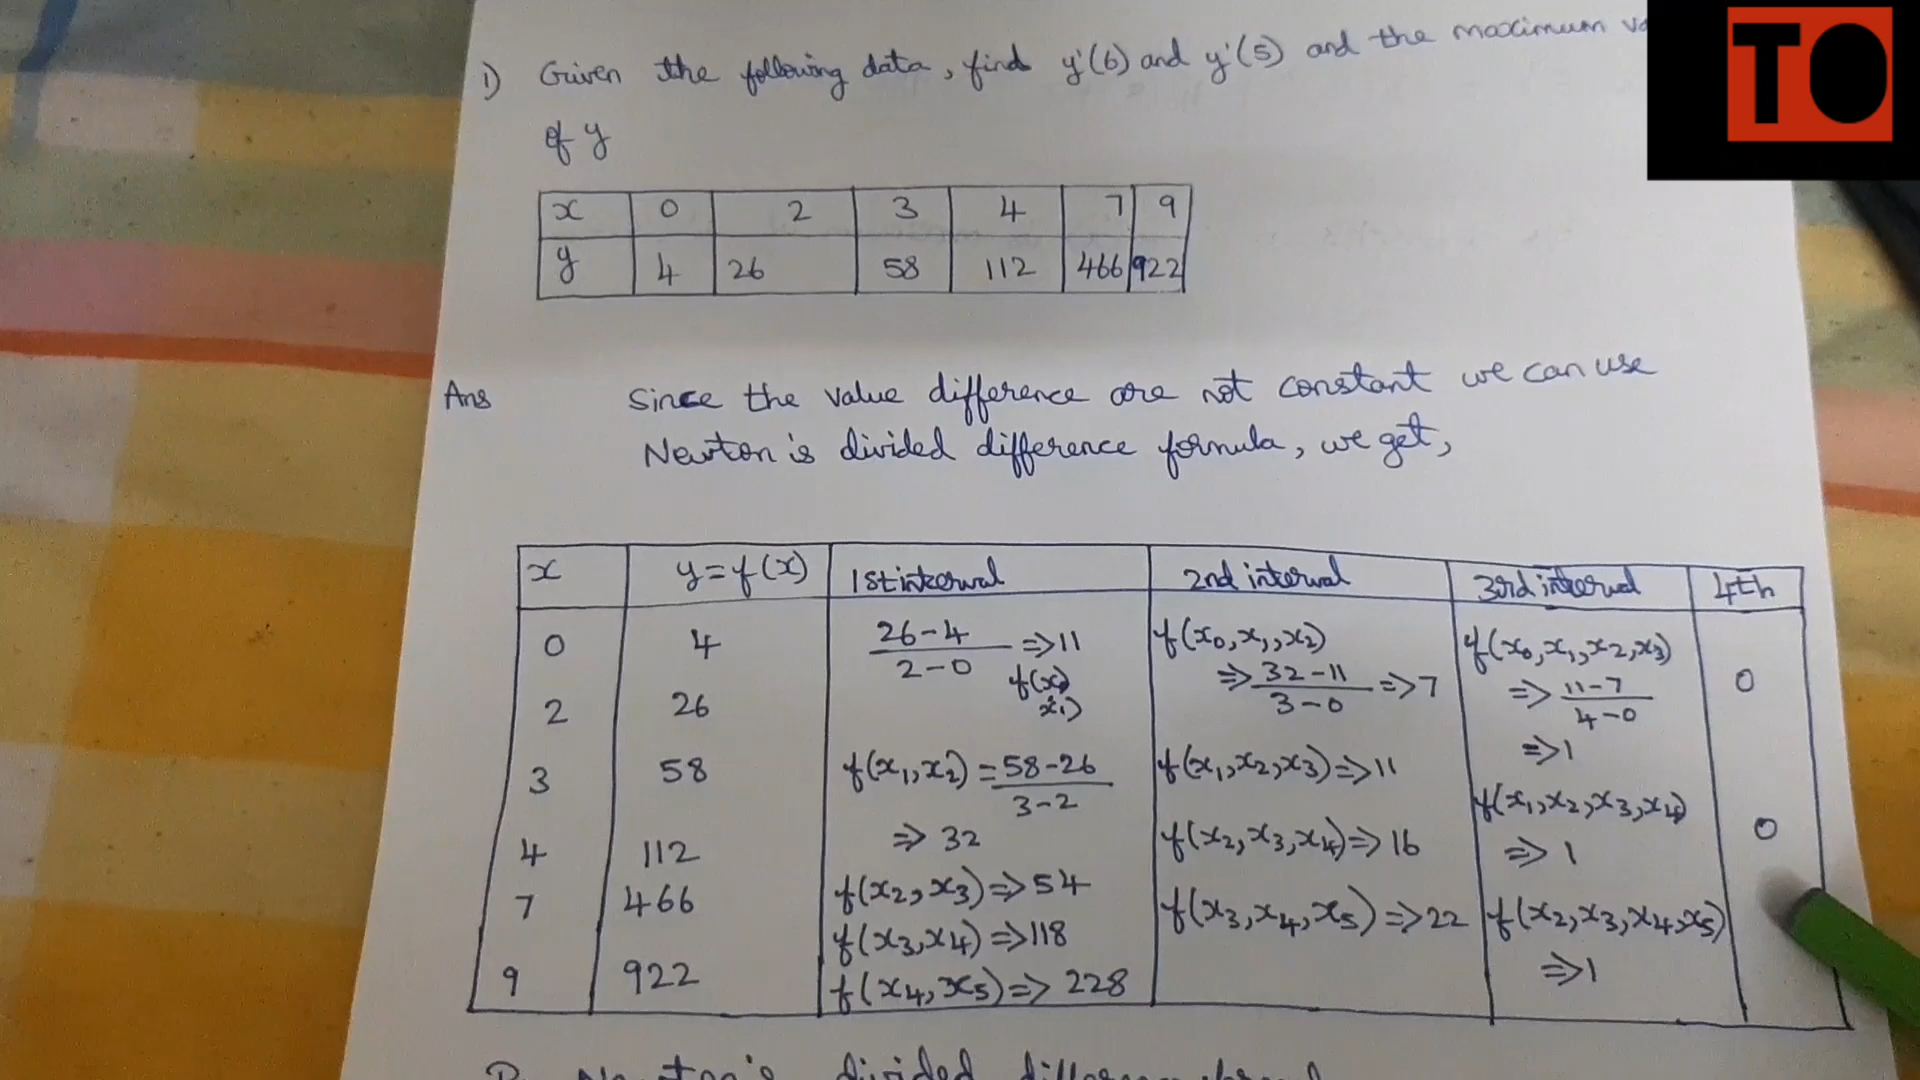 TO
1) Given the following data, find y'(6) and y'(5) and the maximum
of y
x 0 2 3 4 7 9
y 4 26 58 112 466 922
Ans Since the value difference are not constant we can use
Newton is divided difference formula, we get,
x y=f(x) 1st interval 2nd interval 3rd interval 4th
0 4 26-4/2-0 ⇒11 f(x₀,x₁,x₂) f(x₀,x₁,x₂,x₃) 0
f(x₀ x₁) ⇒ 32-11/3-0 ⇒7 ⇒ 11-7/4-0
2 26 ⇒1
3 58 f(x₁,x₂) = 58-26/3-2 f(x₁,x₂,x₃)⇒11 f(x₁,x₂,x₃,x₄) 0
⇒ 32 f(x₂,x₃,x₄)⇒16 ⇒1
4 112
7 466 f(x₂,x₃)⇒54 f(x₃,x₄,x₅)⇒22 f(x₂,x₃,x₄,x₅)
f(x₃,x₄)⇒118 ⇒1
9 922 f(x₄,x₅)⇒228
divided